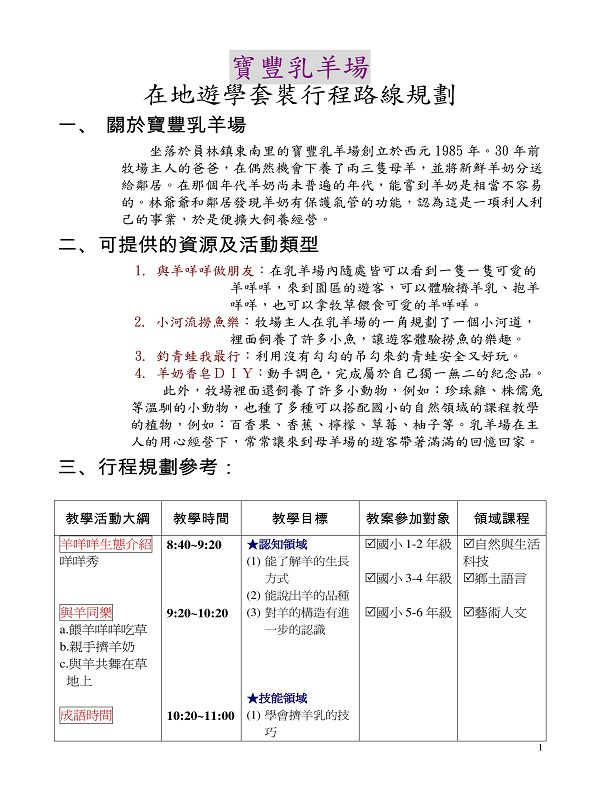 寶豐乳羊場
在地遊學套裝行程路線規劃
一、 關於寶豐乳羊場
坐落於員林鎮東南里的寶豐乳羊場創立於西元 1985 年。30 年前
牧場主人的爸爸，在偶然機會下養了兩三隻母羊，並將新鮮羊奶分送
給鄰居。在那個年代羊奶尚未普遍的年代，能嘗到羊奶是相當不容易
的。林爺爺和鄰居發現羊奶有保護氣管的功能，認為這是一項利人利
己的事業，於是便擴大飼養經營。
二、可提供的資源及活動類型
1. 與羊咩咩做朋友：在乳羊場內隨處皆可以看到一隻一隻可愛的
羊咩咩，來到園區的遊客，可以體驗擠羊乳、抱羊
咩咩，也可以拿牧草餵食可愛的羊咩咩。
2. 小河流撈魚樂：牧場主人在乳羊場的一角規劃了一個小河道，
裡面飼養了許多小魚，讓遊客體驗撈魚的樂趣。
3. 釣青蛙我最行：利用沒有勾勾的吊勾來釣青蛙安全又好玩。
4. 羊奶香皂ＤＩＹ：動手調色，完成屬於自己獨一無二的紀念品。
此外，牧場裡面還飼養了許多小動物，例如：珍珠雞、株儒兔
等溫馴的小動物，也種了多種可以搭配國小的自然領域的課程教學
的植物，例如：百香果、香蕉、檸檬、草莓、柚子等。乳羊場在主
人的用心經營下，常常讓來到母羊場的遊客帶著滿滿的回憶回家。
三、行程規劃參考：
教學活動大綱 教學時間 教學目標 教案參加對象 領域課程
羊咩咩生態介紹 8:40~9:20 ★認知領域 ☑國小 1-2 年級 ☑自然與生活
咩咩秀 (1) 能了解羊的生長 科技
方式 ☑國小 3-4 年級 ☑鄉土語言
(2) 能說出羊的品種
與羊同樂 9:20~10:20 (3) 對羊的構造有進 ☑國小 5-6 年級 ☑藝術人文
a.餵羊咩咩吃草 一步的認識
b.親手擠羊奶
c.與羊共舞在草
地上
★技能領域
成語時間 10:20~11:00 (1) 學會擠羊乳的技
巧
1